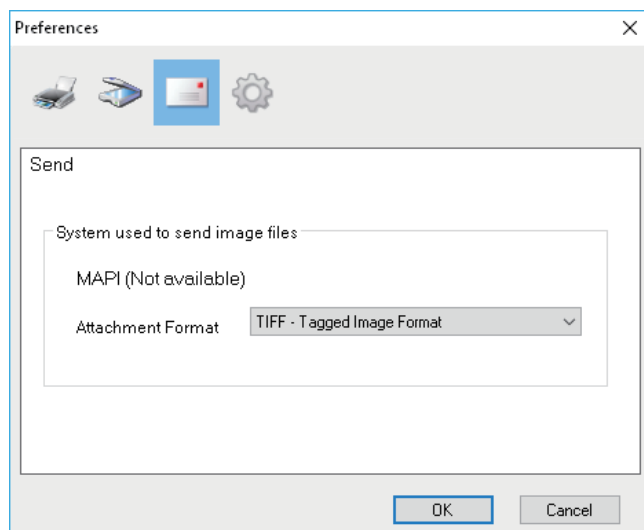 Preferences
Send
System used to send image files
MAPI (Not available)
Attachment Format TIFF - Tagged Image Format
OK Cancel